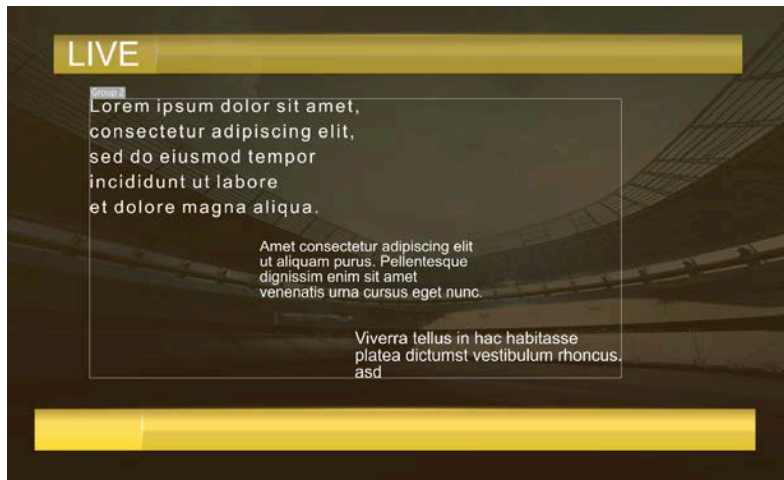 LIVE
Group 2
Lorem ipsum dolor sit amet,
consectetur adipiscing elit,
sed do eiusmod tempor
incididunt ut labore
et dolore magna aliqua.
Amet consectetur adipiscing elit
ut aliquam purus. Pellentesque
dignissim enim sit amet
venenatis urna cursus eget nunc.
Viverra tellus in hac habitasse
platea dictumst vestibulum rhoncus.
asd